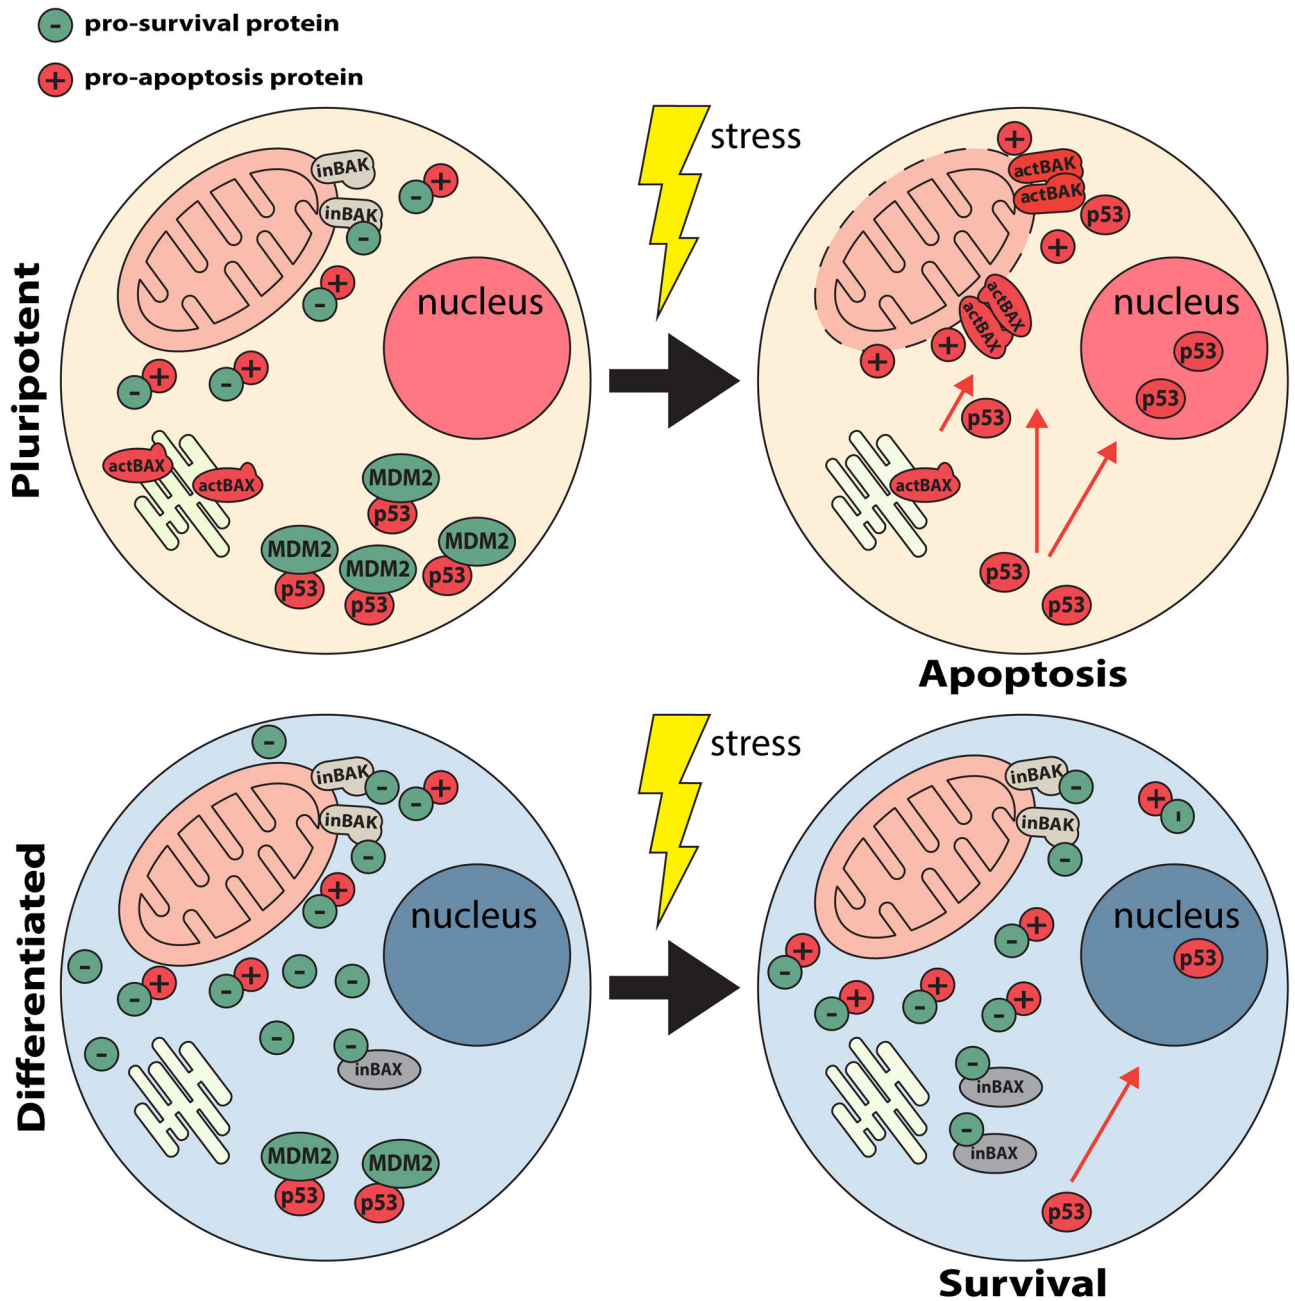 - pro-survival protein
+ pro-apoptosis protein
Pluripotent
inBAK
inBAK
-
+
-
+
-
nucleus
+
-
+
-
actBAX
actBAX
MDM2
p53
MDM2
p53
MDM2
p53
MDM2
p53
stress
+
actBAK
actBAK
p53
+
actBAX
actBAX
+
+
nucleus
p53
p53
p53
actBAX
p53
p53
Apoptosis
Differentiated
-
inBAK
-
-
+
inBAK
-
+
-
nucleus
-
+
-
+
-
-
-
-
-
-
inBAX
MDM2
p53
MDM2
p53
stress
inBAK
-
inBAK
-
+
-
nucleus
p53
+
-
+
-
+
-
+
-
+
-
-
inBAX
-
inBAX
p53
Survival